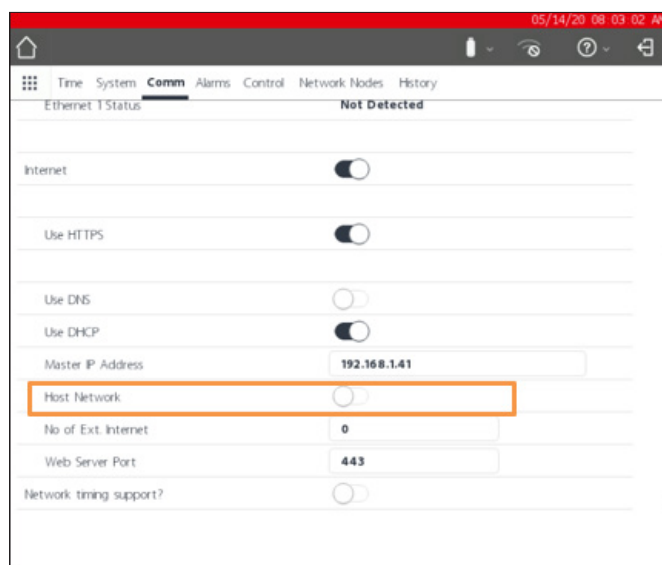 05/14/20 08 03 02 AM
Time System Comm Alarms Control Network Nodes History
Ethernet 1 Status Not Detected
Internet
Use HTTPS
Use DNS
Use DHCP
Master IP Address 192.168.1.41
Host Network
No of Ext. Internet 0
Web Server Port 443
Network timing support?